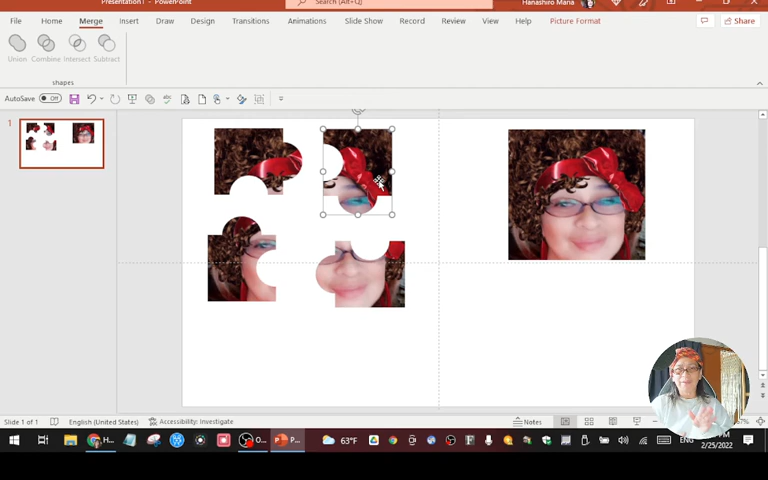 Presentation1 - PowerPoint
Search (Alt+Q)
Hanashiro Maria
File Home Merge Insert Draw Design Transitions Animations Slide Show Record Review View Help Picture Format
Share
Union Combine Intersect Subtract
shapes
AutoSave Off
1
Slide 1 of 1 English (United States) Accessibility: Investigate Notes
H... O... P... 63°F ENG
2/25/2022